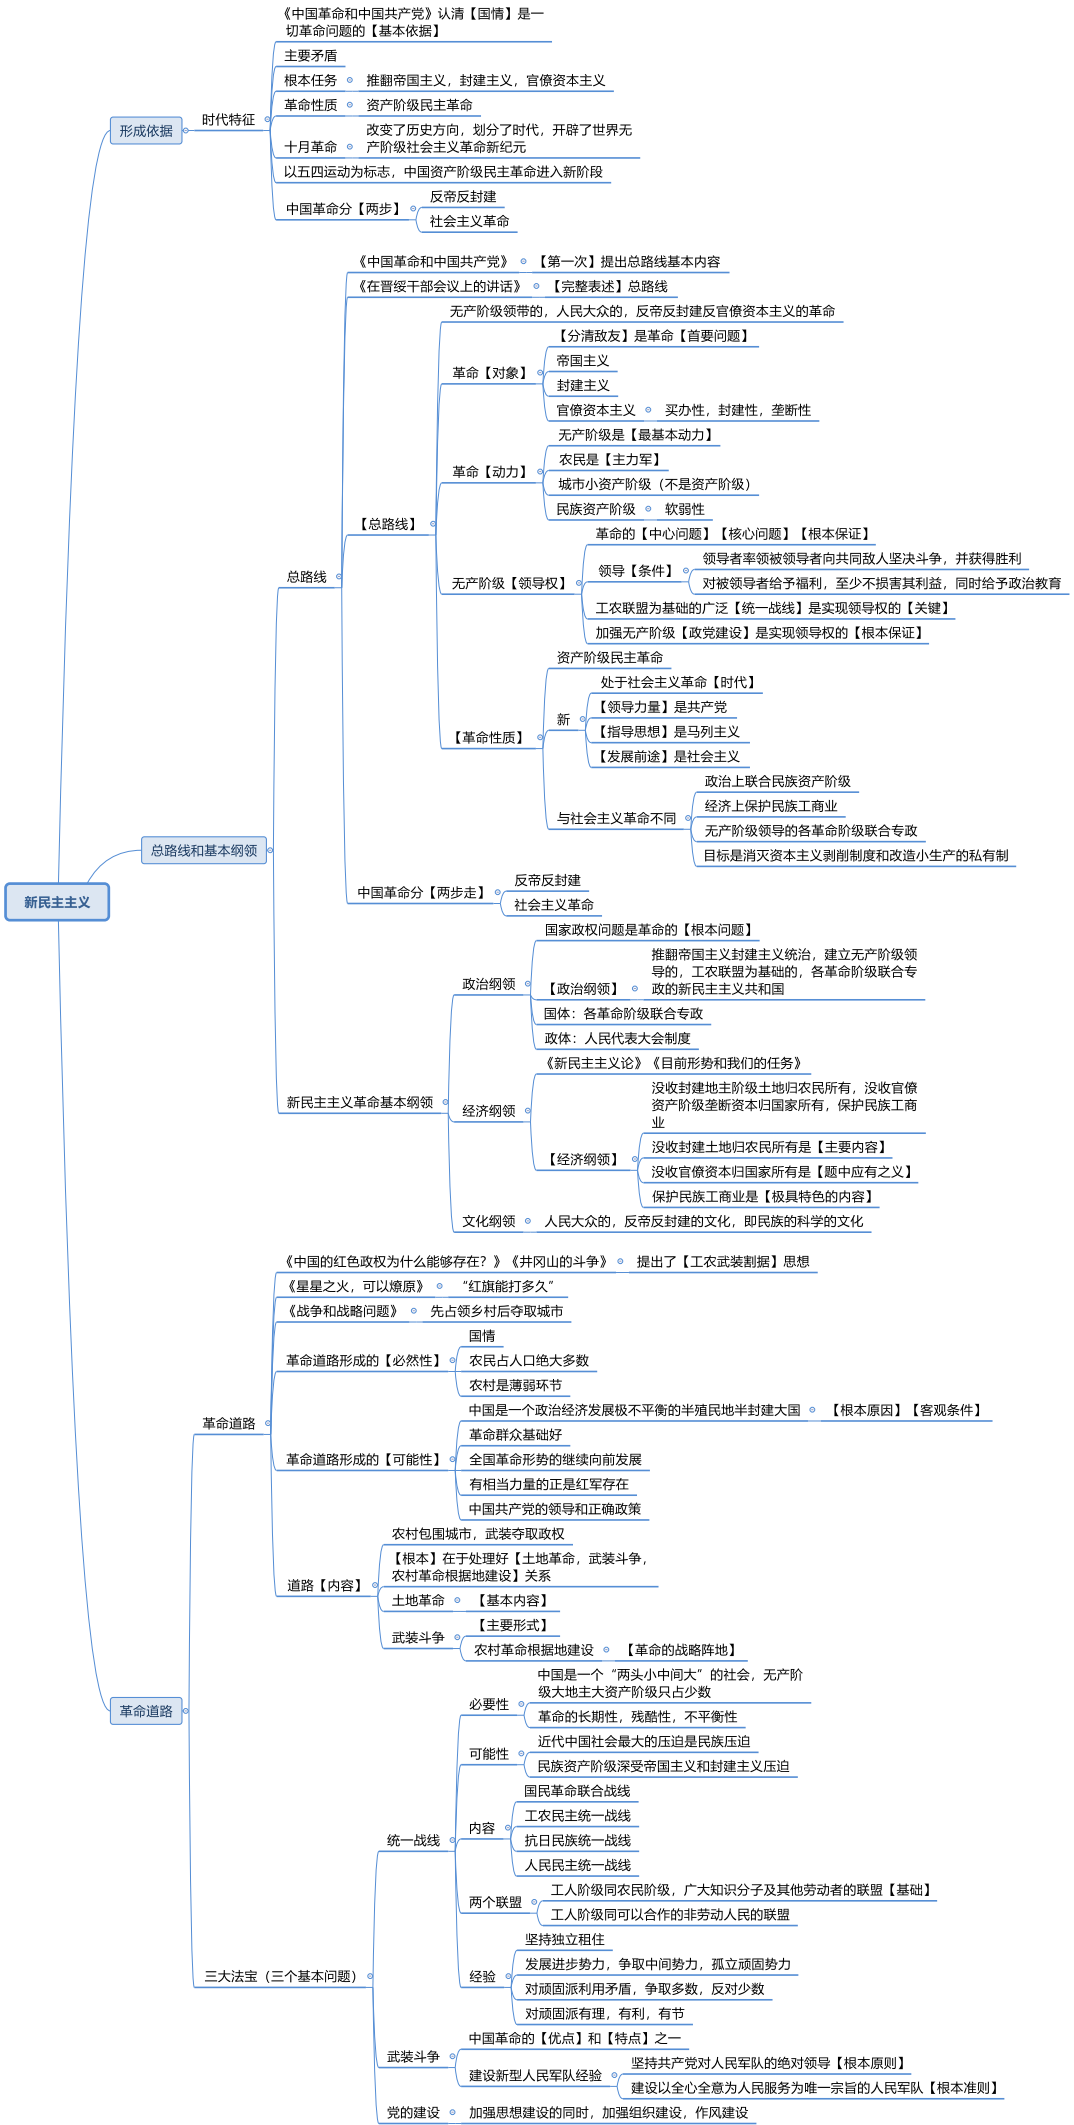 新民主主义
形成依据
时代特征
《中国革命和中国共产党》认清【国情】是一
切革命问题的【基本依据】
主要矛盾
根本任务
推翻帝国主义，封建主义，官僚资本主义
革命性质
资产阶级民主革命
十月革命
改变了历史方向，划分了时代，开辟了世界无
产阶级社会主义革命新纪元
以五四运动为标志，中国资产阶级民主革命进入新阶段
中国革命分【两步】
反帝反封建
社会主义革命
总路线和基本纲领
总路线
《中国革命和中国共产党》
【第一次】提出总路线基本内容
《在晋绥干部会议上的讲话》
【完整表述】总路线
【总路线】
无产阶级领带的，人民大众的，反帝反封建反官僚资本主义的革命
革命【对象】
【分清敌友】是革命【首要问题】
帝国主义
封建主义
官僚资本主义
买办性，封建性，垄断性
革命【动力】
无产阶级是【最基本动力】
农民是【主力军】
城市小资产阶级（不是资产阶级）
民族资产阶级
软弱性
无产阶级【领导权】
革命的【中心问题】【核心问题】【根本保证】
领导【条件】
领导者率领被领导者向共同敌人坚决斗争，并获得胜利
对被领导者给予福利，至少不损害其利益，同时给予政治教育
工农联盟为基础的广泛【统一战线】是实现领导权的【关键】
加强无产阶级【政党建设】是实现领导权的【根本保证】
【革命性质】
资产阶级民主革命
新
处于社会主义革命【时代】
【领导力量】是共产党
【指导思想】是马列主义
【发展前途】是社会主义
与社会主义革命不同
政治上联合民族资产阶级
经济上保护民族工商业
无产阶级领导的各革命阶级联合专政
目标是消灭资本主义剥削制度和改造小生产的私有制
中国革命分【两步走】
反帝反封建
社会主义革命
新民主主义革命基本纲领
政治纲领
国家政权问题是革命的【根本问题】
【政治纲领】
推翻帝国主义封建主义统治，建立无产阶级领
导的，工农联盟为基础的，各革命阶级联合专
政的新民主主义共和国
国体：各革命阶级联合专政
政体：人民代表大会制度
经济纲领
《新民主主义论》《目前形势和我们的任务》
【经济纲领】
没收封建地主阶级土地归农民所有，没收官僚
资产阶级垄断资本归国家所有，保护民族工商
业
没收封建土地归农民所有是【主要内容】
没收官僚资本归国家所有是【题中应有之义】
保护民族工商业是【极具特色的内容】
文化纲领
人民大众的，反帝反封建的文化，即民族的科学的文化
革命道路
革命道路
《中国的红色政权为什么能够存在？》《井冈山的斗争》
提出了【工农武装割据】思想
《星星之火，可以燎原》
“红旗能打多久”
《战争和战略问题》
先占领乡村后夺取城市
革命道路形成的【必然性】
国情
农民占人口绝大多数
农村是薄弱环节
革命道路形成的【可能性】
中国是一个政治经济发展极不平衡的半殖民地半封建大国
【根本原因】【客观条件】
革命群众基础好
全国革命形势的继续向前发展
有相当力量的正是红军存在
中国共产党的领导和正确政策
道路【内容】
农村包围城市，武装夺取政权
【根本】在于处理好【土地革命，武装斗争，
农村革命根据地建设】关系
土地革命
【基本内容】
武装斗争
【主要形式】
农村革命根据地建设
【革命的战略阵地】
三大法宝（三个基本问题）
统一战线
必要性
中国是一个“两头小中间大”的社会，无产阶
级大地主大资产阶级只占少数
革命的长期性，残酷性，不平衡性
可能性
近代中国社会最大的压迫是民族压迫
民族资产阶级深受帝国主义和封建主义压迫
内容
国民革命联合战线
工农民主统一战线
抗日民族统一战线
人民民主统一战线
两个联盟
工人阶级同农民阶级，广大知识分子及其他劳动者的联盟【基础】
工人阶级同可以合作的非劳动人民的联盟
经验
坚持独立租住
发展进步势力，争取中间势力，孤立顽固势力
对顽固派利用矛盾，争取多数，反对少数
对顽固派有理，有利，有节
武装斗争
中国革命的【优点】和【特点】之一
建设新型人民军队经验
坚持共产党对人民军队的绝对领导【根本原则】
建设以全心全意为人民服务为唯一宗旨的人民军队【根本准则】
党的建设
加强思想建设的同时，加强组织建设，作风建设